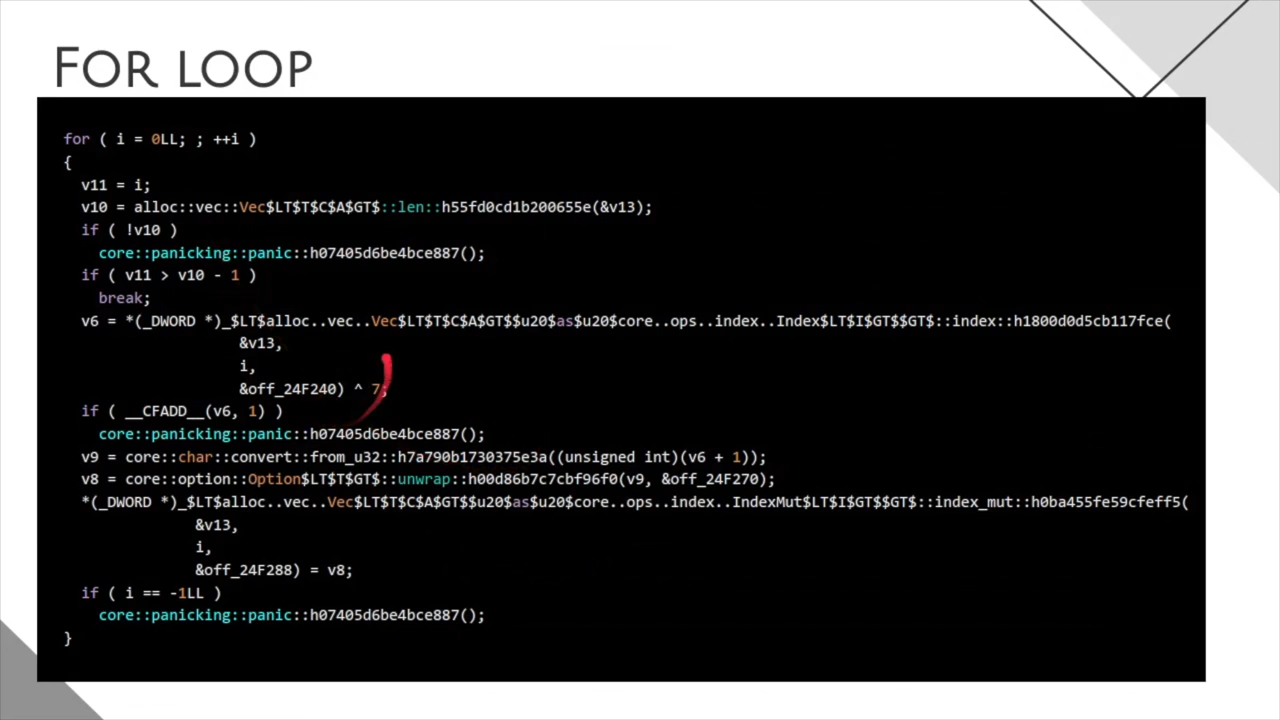 FOR LOOP
for ( i = 0LL; ; ++i )
{
v11 = i;
v10 = alloc::vec::Vec$LT$T$C$A$GT$::len::h55fd0cd1b200655e(&v13);
if ( !v10 )
core::panicking::panic::h07405d6be4bce887();
if ( v11 > v10 - 1 )
break;
v6 = *(_DWORD *)_$LT$alloc..vec..Vec$LT$T$C$A$GT$$u20$as$u20$core..ops..index..Index$LT$I$GT$$GT$::index::h1800d0d5cb117fce(
&v13,
i,
&off_24F240) ^ 7;
if ( __CFADD__(v6, 1) )
core::panicking::panic::h07405d6be4bce887();
v9 = core::char::convert::from_u32::h7a790b1730375e3a((unsigned int)(v6 + 1));
v8 = core::option::Option$LT$T$GT$::unwrap::h00d86b7c7cbf96f0(v9, &off_24F270);
*(_DWORD *)_$LT$alloc..vec..Vec$LT$T$C$A$GT$$u20$as$u20$core..ops..index..IndexMut$LT$I$GT$$GT$::index_mut::h0ba455fe59cfeff5(
&v13,
i,
&off_24F288) = v8;
if ( i == -1LL )
core::panicking::panic::h07405d6be4bce887();
}